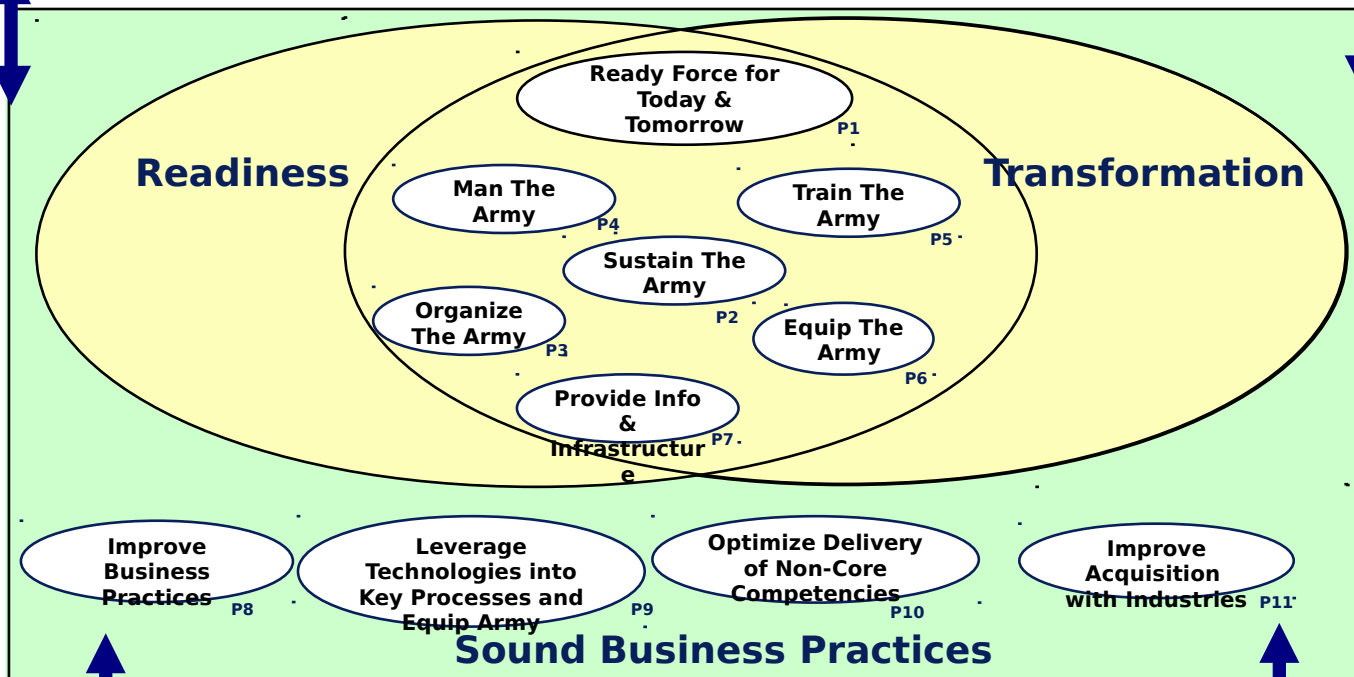 Ready Force for
Today &
Tomorrow
P1
Readiness
Transformation
Man The
Army
P4
Train The
Army
P5
Sustain The
Army
P2
Organize
The Army
P3
Equip The
Army
P6
Provide Info
&
Infrastructur
e
P7
Improve
Business
Practices
P8
Leverage
Technologies into
Key Processes and
Equip Army
P9
Optimize Delivery
of Non-Core
Competencies
P10
Improve
Acquisition
with Industries
P11
Sound Business Practices